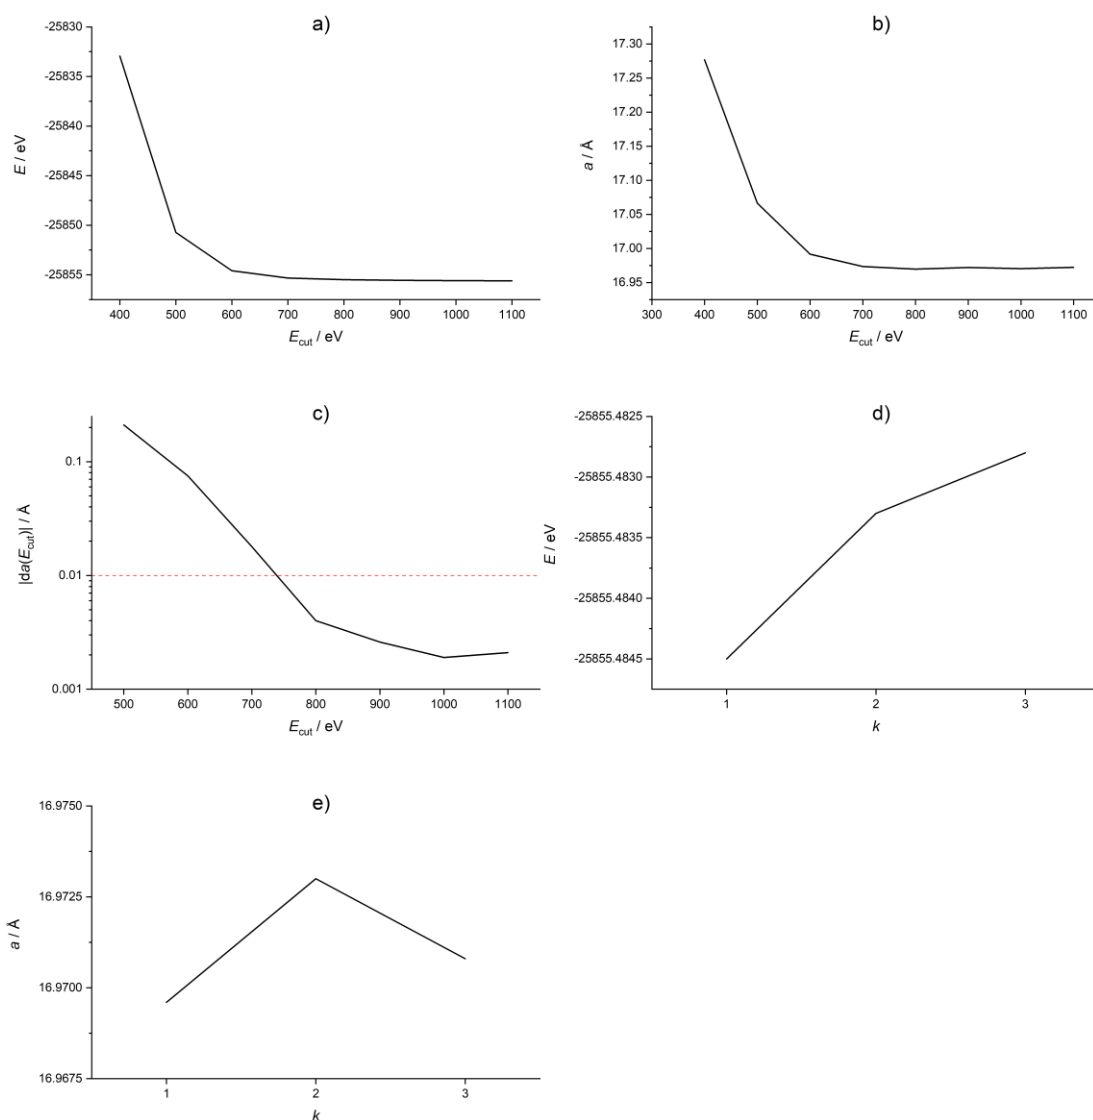 a)
-25830
-25835
-25840
-25845
-25850
-25855
E / eV
400 500 600 700 800 900 1000 1100
Ecut / eV
b)
17.30
17.25
17.20
17.15
17.10
17.05
17.00
16.95
a / Å
300 400 500 600 700 800 900 1000 1100
Ecut / eV
c)
0.1
0.01
0.001
|da(Ecut)| / Å
500 600 700 800 900 1000 1100
Ecut / eV
d)
-25855.4825
-25855.4830
-25855.4835
-25855.4840
-25855.4845
E / eV
1 2 3
k
e)
16.9750
16.9725
16.9700
16.9675
a / Å
1 2 3
k